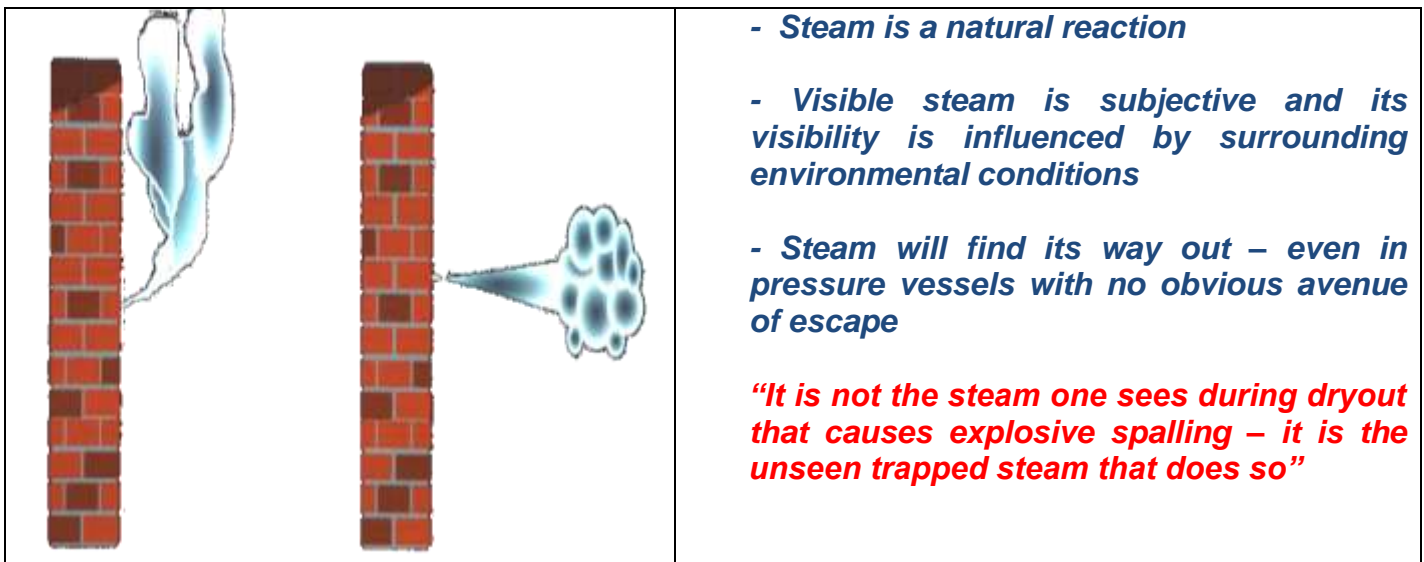 - Steam is a natural reaction
- Visible steam is subjective and its
visibility is influenced by surrounding
environmental conditions
- Steam will find its way out – even in
pressure vessels with no obvious avenue
of escape
“It is not the steam one sees during dryout
that causes explosive spalling – it is the
unseen trapped steam that does so”